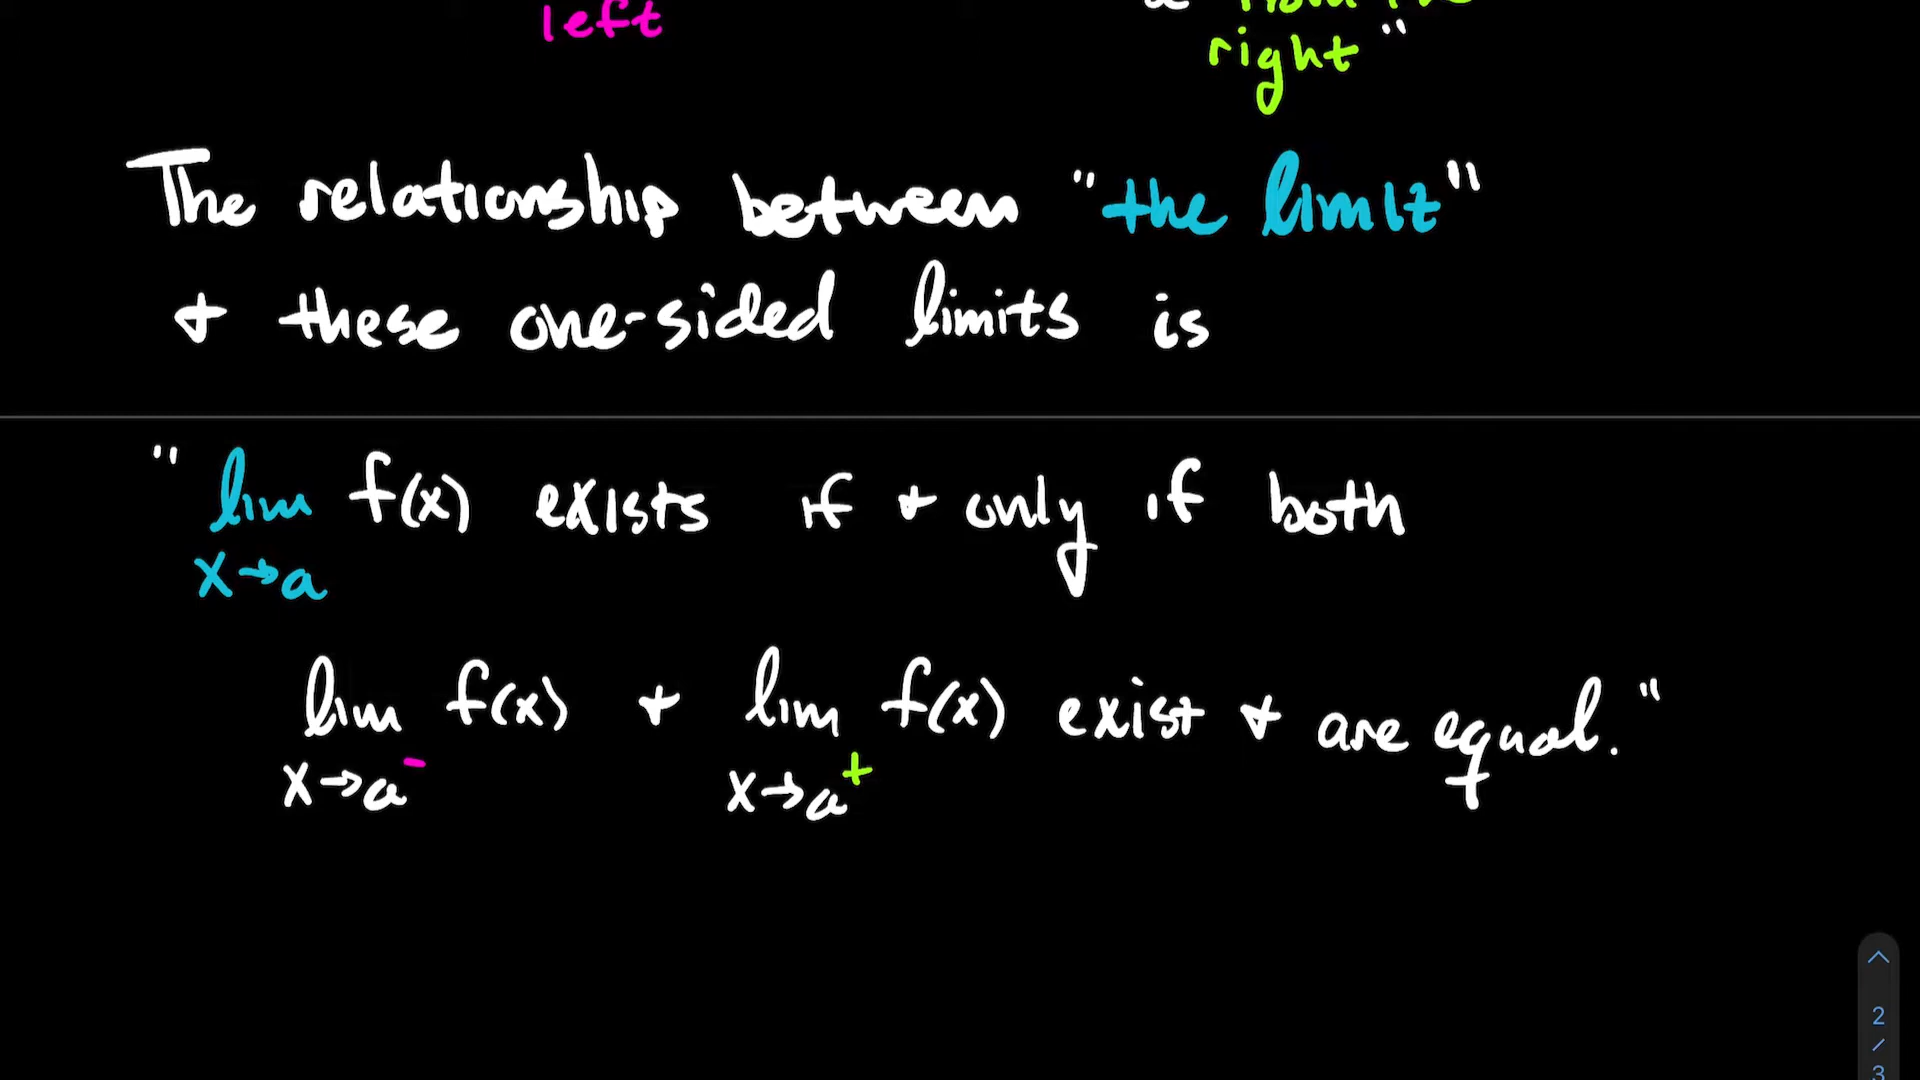 left
right"
The relationship between "the limit"
& these one-sided limits is
"lim f(x) exists if & only if both
x→a
lim f(x) & lim f(x) exist & are equal."
x→a⁻ x→a⁺
2
/
3